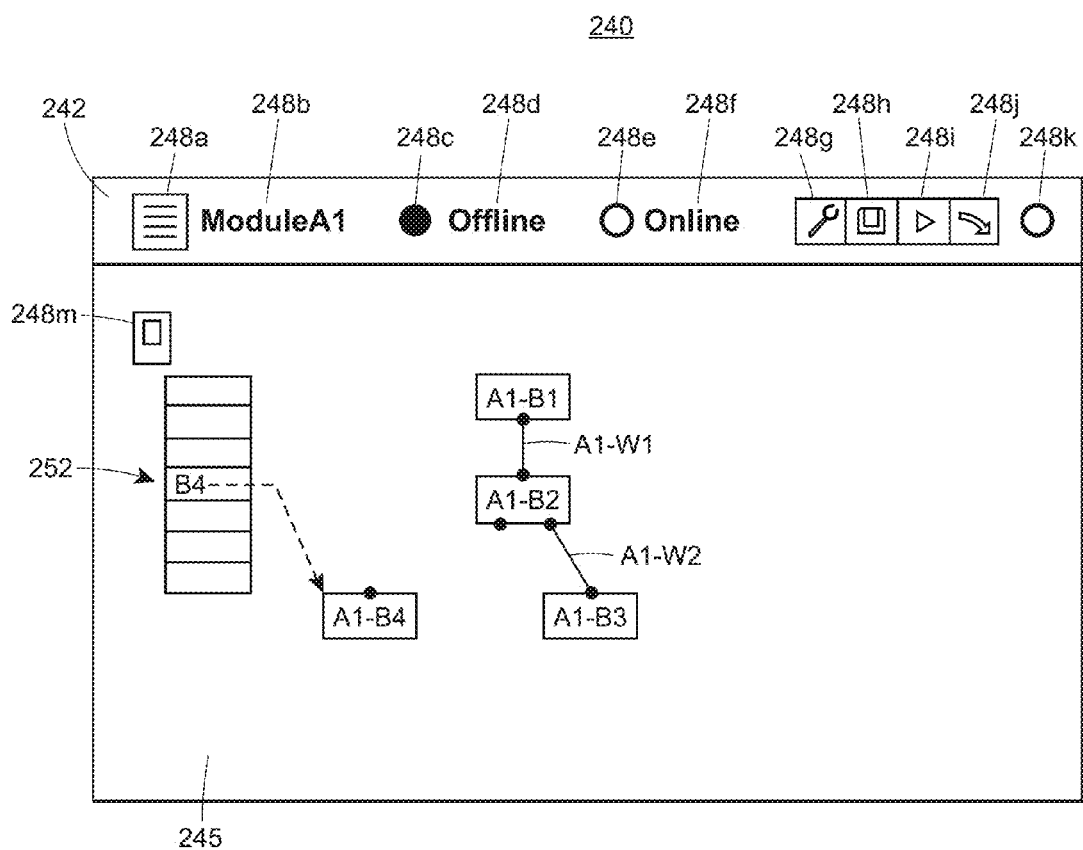 240
242
248b
248d
248f
248h
248j
248a
248c
248e
248g
248i
248k
ModuleA1
Offline
Online
248m
A1-B1
A1-W1
252
B4
A1-B2
A1-W2
A1-B4
A1-B3
245